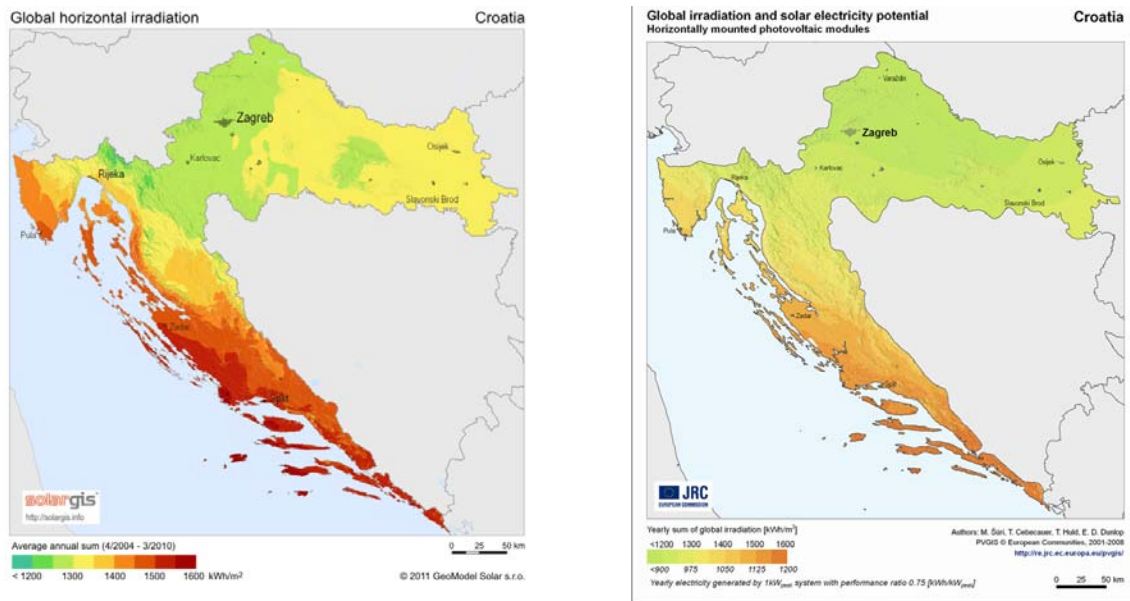 Global horizontal irradiation
Croatia
Zagreb
Karlovac
Rijeka
Osijek
Slavonski Brod
Pula
Zadar
Split
solargis
http://solargis.info
Average annual sum (4/2004 - 3/2010)
< 1200 1300 1400 1500 1600 kWh/m²
0 25 50 km
© 2011 GeoModel Solar s.r.o.
Global irradiation and solar electricity potential
Horizontally mounted photovoltaic modules
Croatia
Varaždin
Zagreb
Karlovac
Rijeka
Osijek
Slavonski Brod
Pula
Zadar
Split
JRC
EUROPEAN COMMISSION
Yearly sum of global irradiation [kWh/m²]
<1200 1300 1400 1500 1600
<900 975 1050 1125 1200
Yearly electricity generated by 1kWpeak system with performance ratio 0.75 [kWh/kWpeak]
Authors: M. Šúri, T. Cebecauer, T. Huld, E. D. Dunlop
PVGIS © European Communities, 2001-2008
http://re.jrc.ec.europa.eu/pvgis/
0 25 50 km